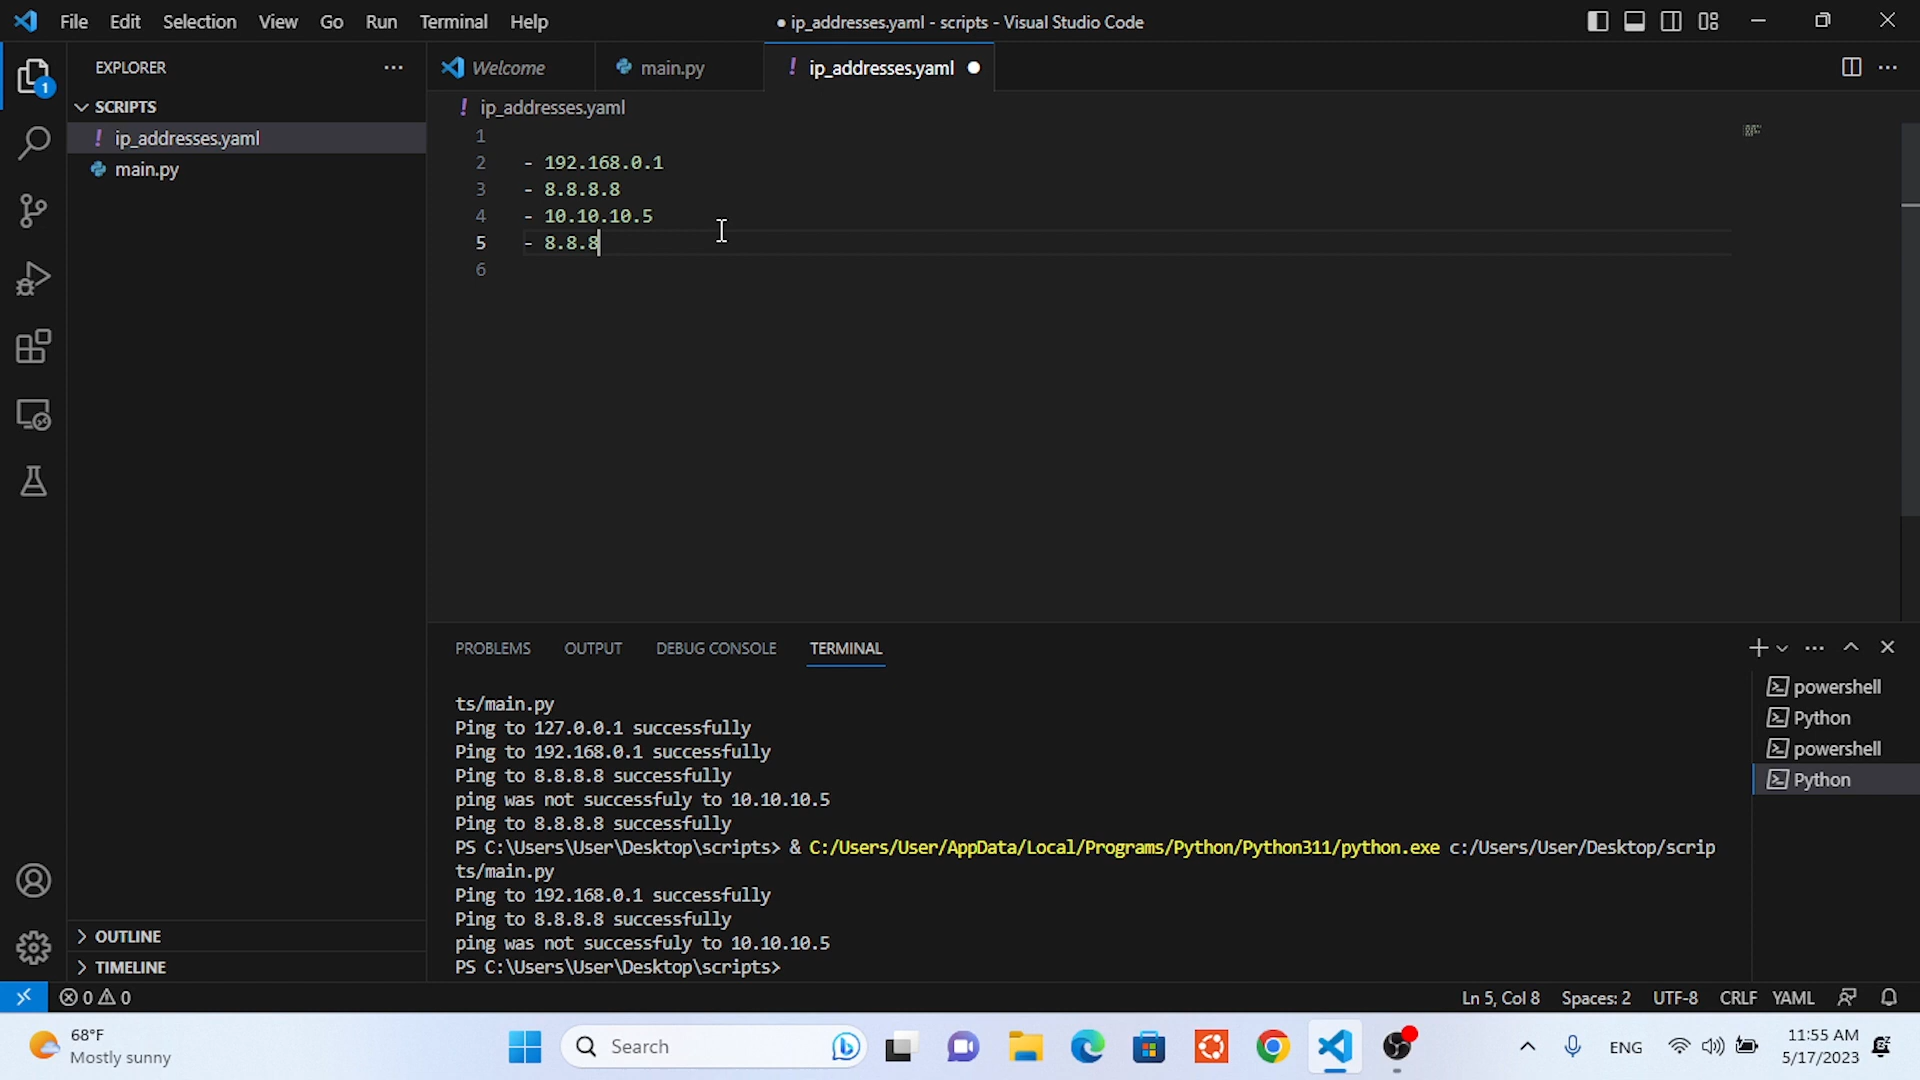 File Edit Selection View Go Run Terminal Help
● ip_addresses.yaml - scripts - Visual Studio Code
EXPLORER
Welcome
main.py
! ip_addresses.yaml
1
SCRIPTS
! ip_addresses.yaml
main.py
! ip_addresses.yaml
1
2 - 192.168.0.1
3 - 8.8.8.8
4 - 10.10.10.5
5 - 8.8.8
6
PROBLEMS OUTPUT DEBUG CONSOLE TERMINAL
ts/main.py
Ping to 127.0.0.1 successfully
Ping to 192.168.0.1 successfully
Ping to 8.8.8.8 successfully
ping was not successfuly to 10.10.10.5
Ping to 8.8.8.8 successfully
PS C:\Users\User\Desktop\scripts> & C:/Users/User/AppData/Local/Programs/Python/Python311/python.exe c:/Users/User/Desktop/scrip
ts/main.py
Ping to 192.168.0.1 successfully
Ping to 8.8.8.8 successfully
ping was not successfuly to 10.10.10.5
PS C:\Users\User\Desktop\scripts>
powershell
Python
powershell
Python
OUTLINE
TIMELINE
0 0
Ln 5, Col 8 Spaces: 2 UTF-8 CRLF YAML
68°F
Mostly sunny
Search
ENG
11:55 AM
5/17/2023